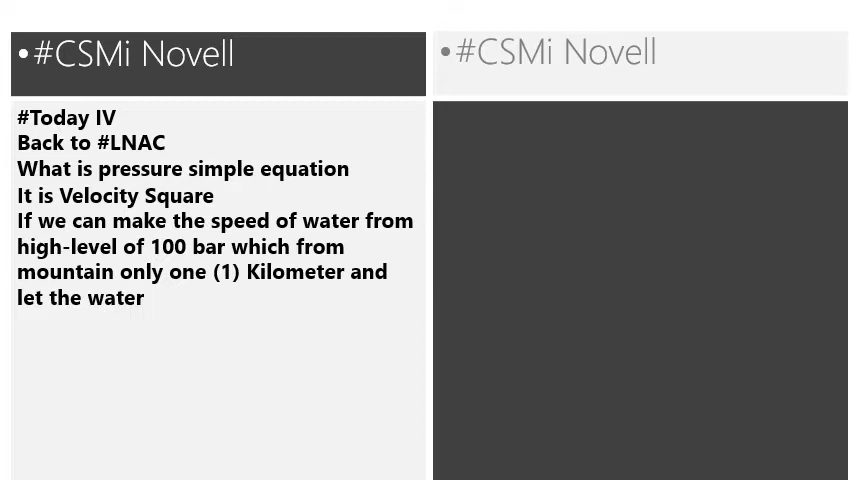 •#CSMi Novell
•#CSMi Novell
#Today IV
Back to #LNAC
What is pressure simple equation
It is Velocity Square
If we can make the speed of water from
high-level of 100 bar which from
mountain only one (1) Kilometer and
let the water